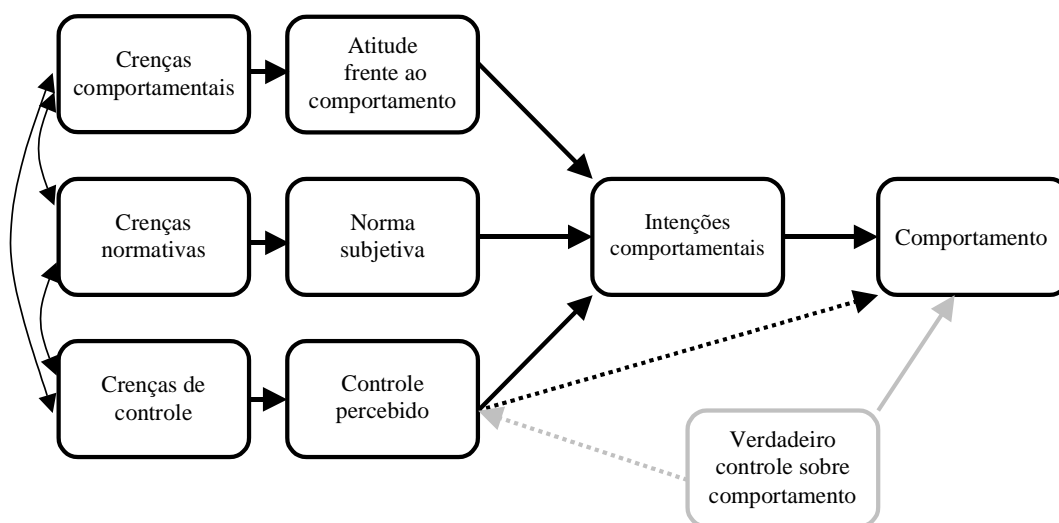 Crenças
comportamentais
Atitude
frente ao
comportamento
Crenças
normativas
Norma
subjetiva
Intenções
comportamentais
Comportamento
Crenças de
controle
Controle
percebido
Verdadeiro
controle sobre
comportamento